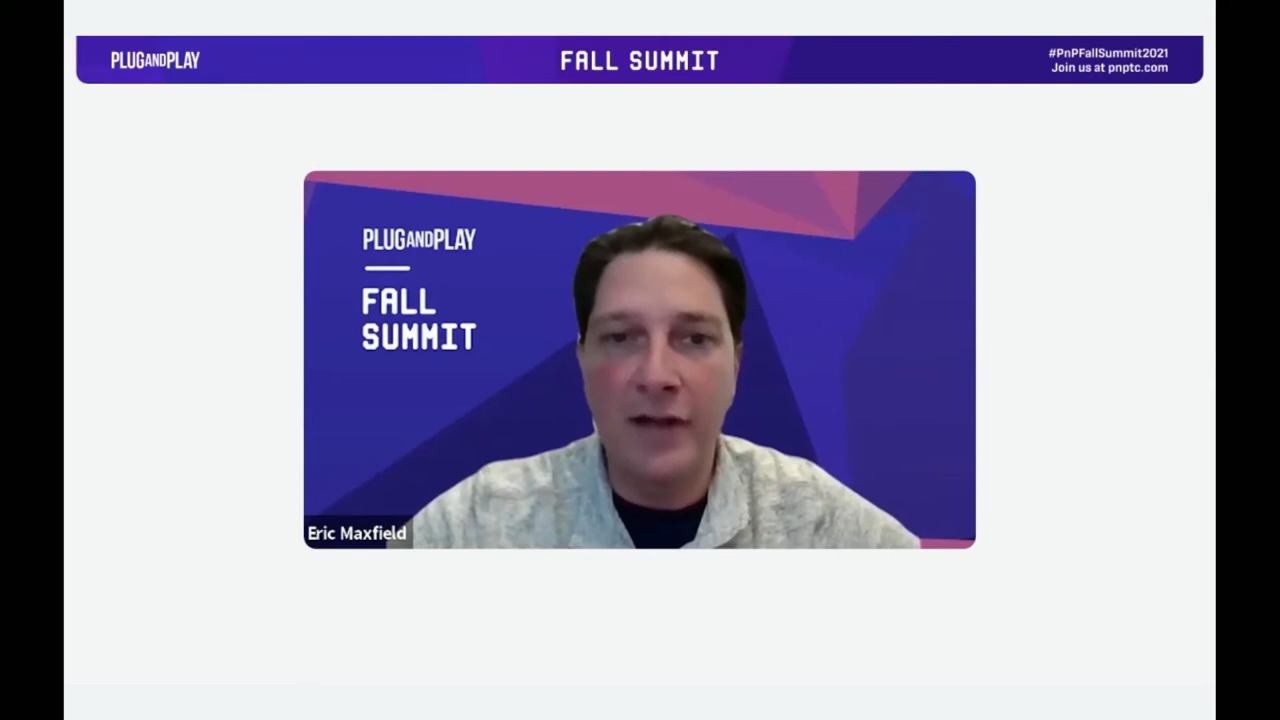 PLUGANDPLAY
FALL SUMMIT
#PnPFallSummit2021
Join us at pnptc.com
PLUGANDPLAY
FALL
SUMMIT
Eric Maxfield